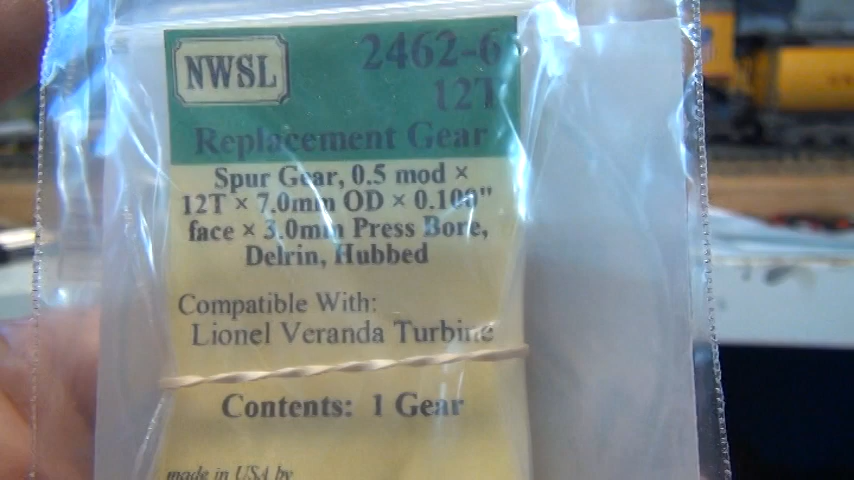 NWSL
2462-6
12T
Replacement Gear
Spur Gear, 0.5 mod ×
12T × 7.0mm OD × 0.100"
face × 3.0mm Press Bore,
Delrin, Hubbed
Compatible With:
Lionel Veranda Turbine
Contents: 1 Gear
made in USA by